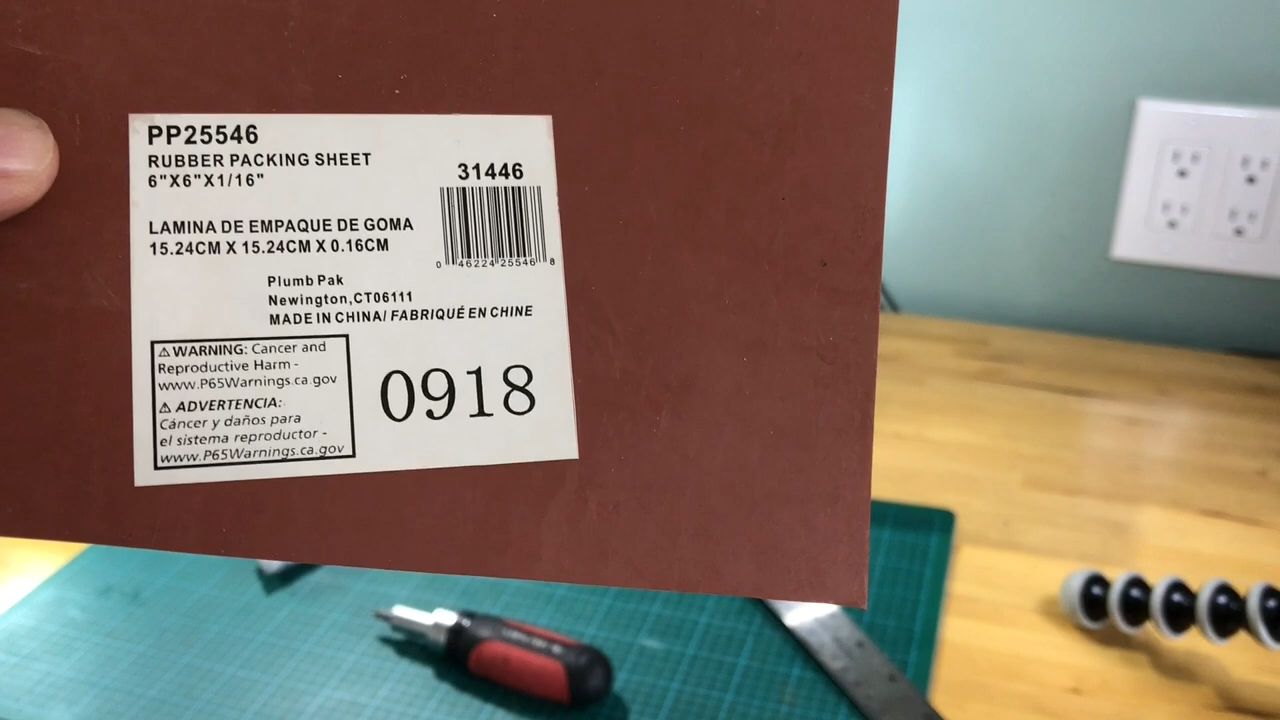 PP25546
RUBBER PACKING SHEET
6"X6"X1/16"
31446
LAMINA DE EMPAQUE DE GOMA
15.24CM X 15.24CM X 0.16CM
0 46224 25546 8
Plumb Pak
Newington,CT06111
MADE IN CHINA/ FABRIQUÉ EN CHINE
⚠ WARNING: Cancer and
Reproductive Harm -
www.P65Warnings.ca.gov
⚠ ADVERTENCIA:
Cáncer y daños para
el sistema reproductor -
www.P65Warnings.ca.gov
0918